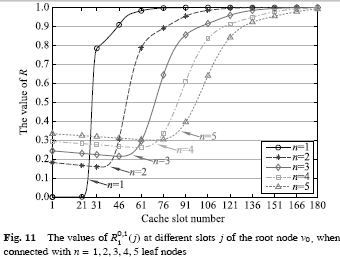 1.0
0.9
0.8
0.7
0.6
0.5
0.4
0.3
0.2
0.1
0.0
The value of R
n=5
n=4
n=3
n=2
n=1
n=1
n=2
n=3
n=4
n=5
1 21 31 46 61 76 91 106 121 136 151 166 180
Cache slot number
Fig. 11 The values of R₁⁰,¹(j) at different slots j of the root node v₀, when
connected with n = 1, 2, 3, 4, 5 leaf nodes